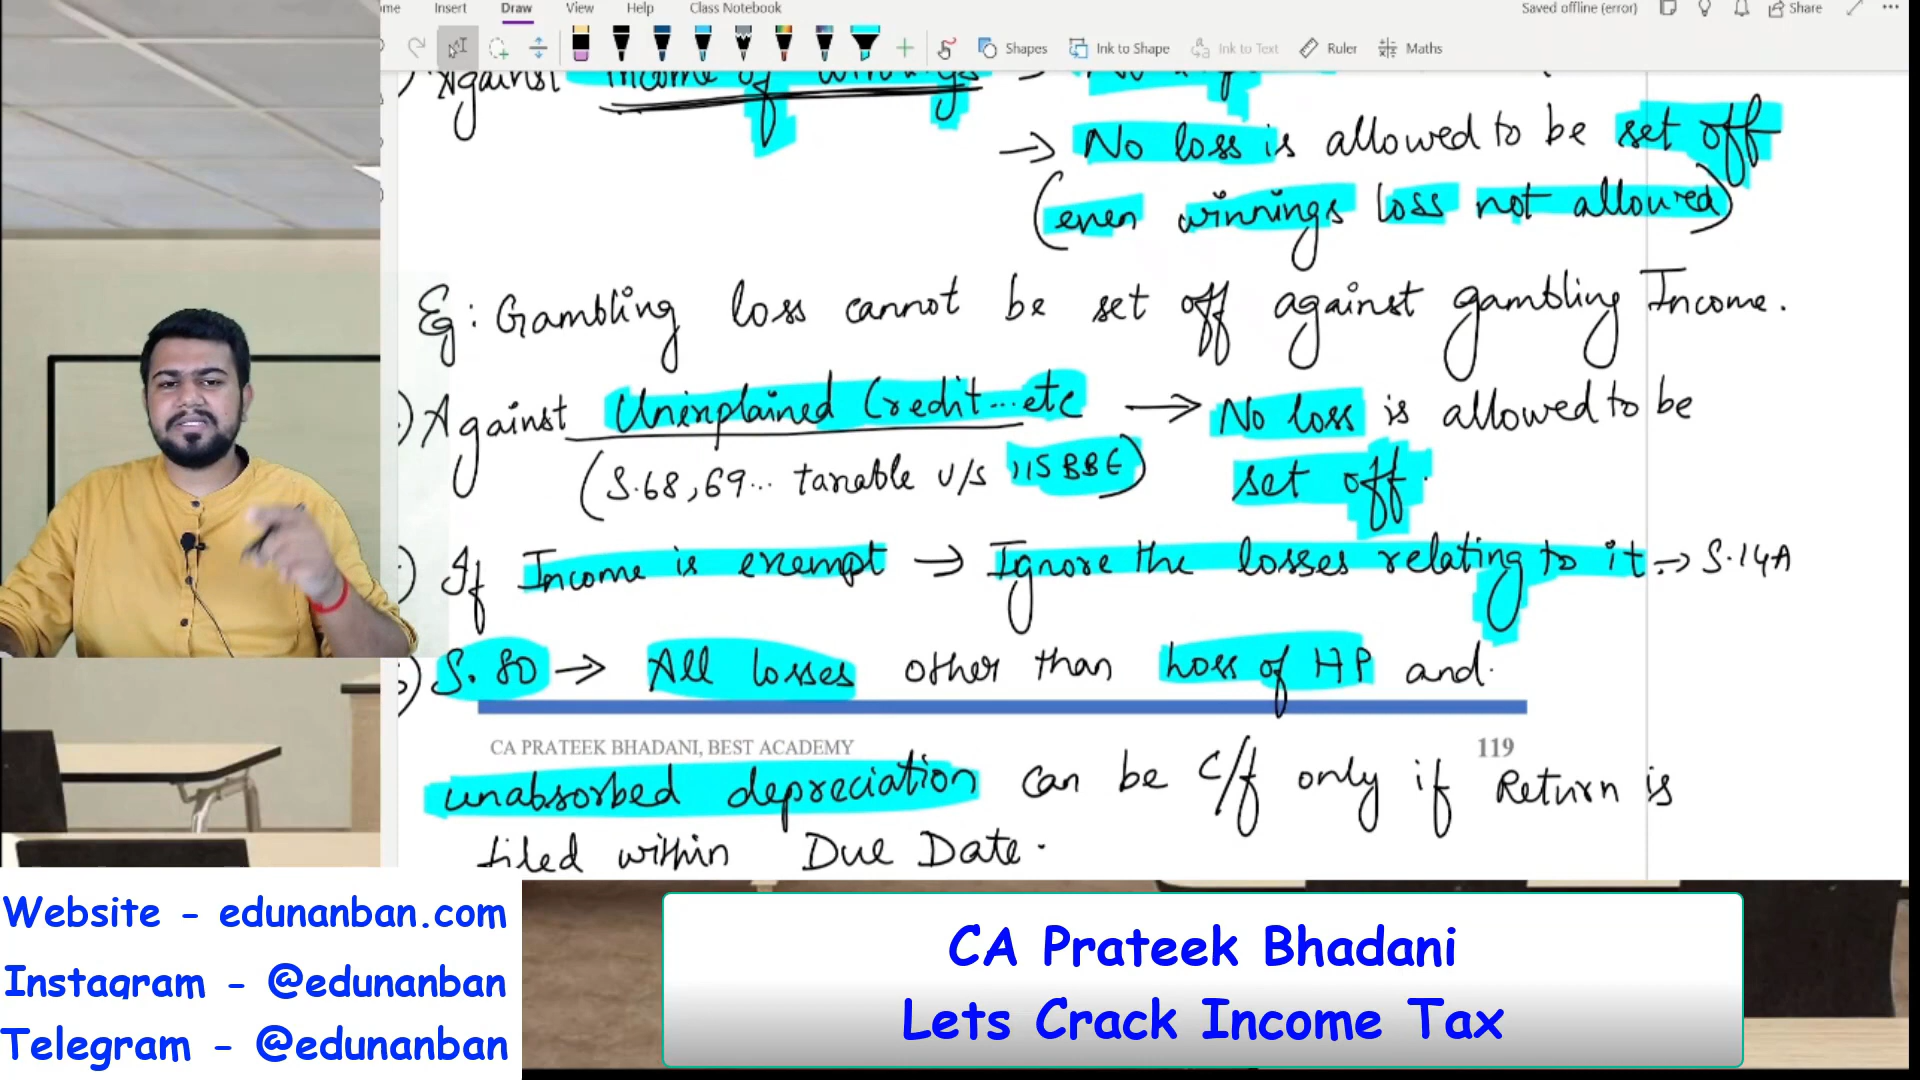 Insert Draw View Help Class Notebook Saved offline (error) Share
Shapes Ink to Shape Ink to Text Ruler Maths
Against Income of winnings →
→ No loss is allowed to be set off
(even winnings loss not allowed)
Eg: Gambling loss cannot be set off against gambling Income.
) Against Unexplained Credit...etc → No loss is allowed to be
(S.68,69... taxable u/s 115BBE) set off.
) If Income is exempt → Ignore the losses relating to it. → S.14A
) S. 80 → All losses other than Loss of HP and
CA PRATEEK BHADANI, BEST ACADEMY 119
unabsorbed depreciation can be c/f only if Return is
filed within Due Date.
Website - edunanban.com
Instagram - @edunanban
Telegram - @edunanban
CA Prateek Bhadani
Lets Crack Income Tax